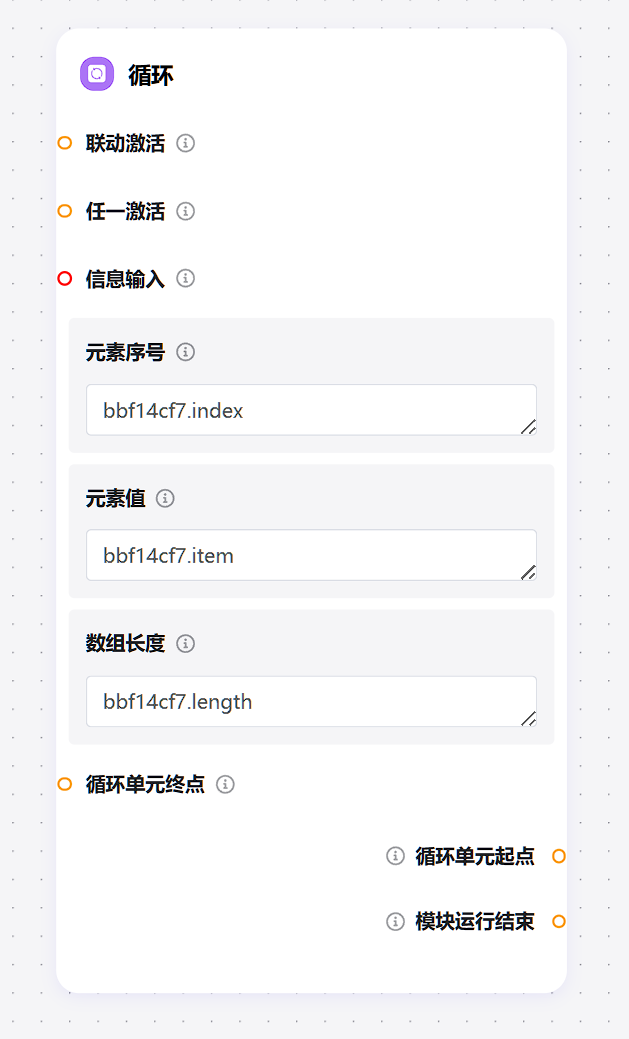 循环
联动激活
任一激活
信息输入
元素序号
bbf14cf7.index
元素值
bbf14cf7.item
数组长度
bbf14cf7.length
循环单元终点
循环单元起点
模块运行结束